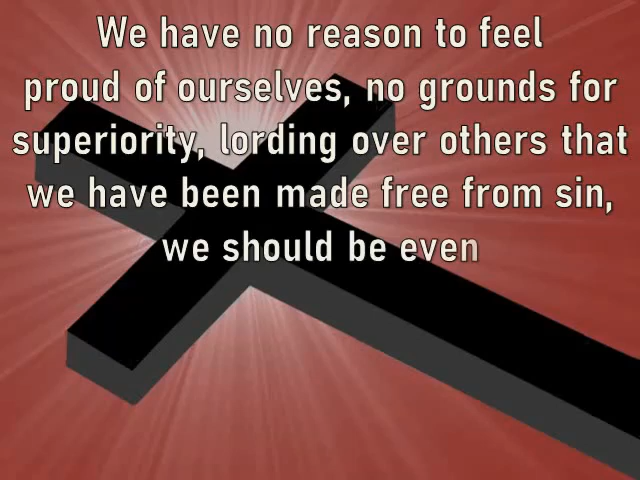 We have no reason to feel
proud of ourselves, no grounds for
superiority, lording over others that
we have been made free from sin,
we should be even